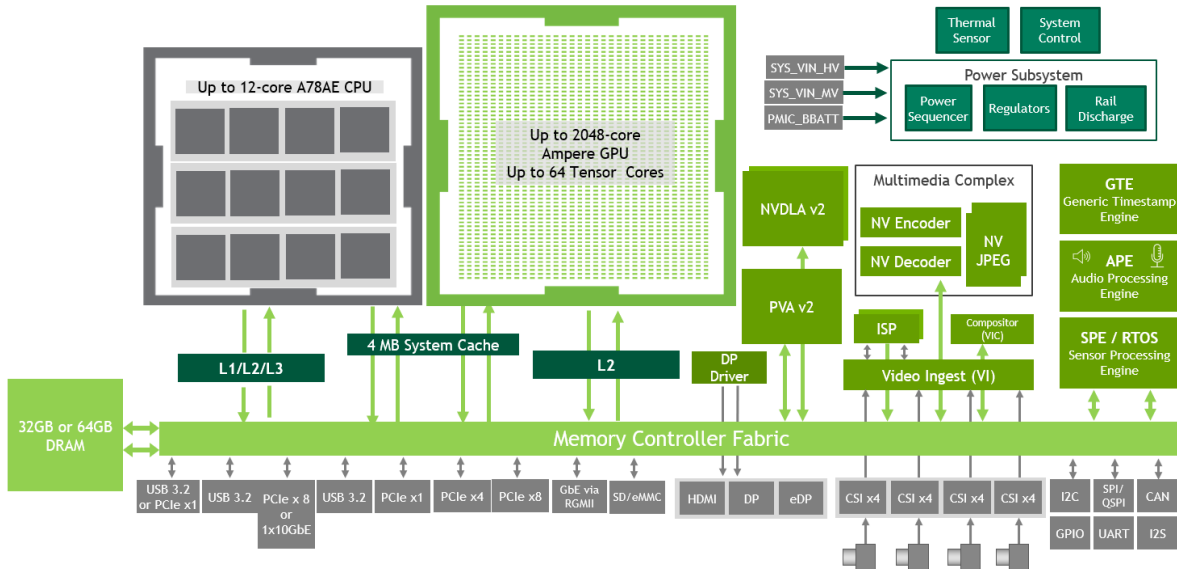 Thermal
Sensor
System
Control
Up to 12-core A78AE CPU
Up to 2048-core
Ampere GPU
Up to 64 Tensor Cores
SYS_VIN_HV
SYS_VIN_MV
PMIC_BBATT
Power Subsystem
Power
Sequencer
Regulators
Rail
Discharge
NVDLA v2
PVA v2
Multimedia Complex
NV Encoder
NV Decoder
NV
JPEG
GTE
Generic Timestamp
Engine
APE
Audio Processing
Engine
SPE / RTOS
Sensor Processing
Engine
ISP
Compositor
(VIC)
Video Ingest (VI)
L1/L2/L3
4 MB System Cache
L2
DP
Driver
32GB or 64GB
DRAM
Memory Controller Fabric
USB 3.2
or PCIe x1
USB 3.2
PCIe x 8
or
1x10GbE
USB 3.2
PCIe x1
PCIe x4
PCIe x8
GbE via
RGMII
SD/eMMC
HDMI
DP
eDP
CSI x4
CSI x4
CSI x4
CSI x4
I2C
SPI/
QSPI
CAN
GPIO
UART
I2S